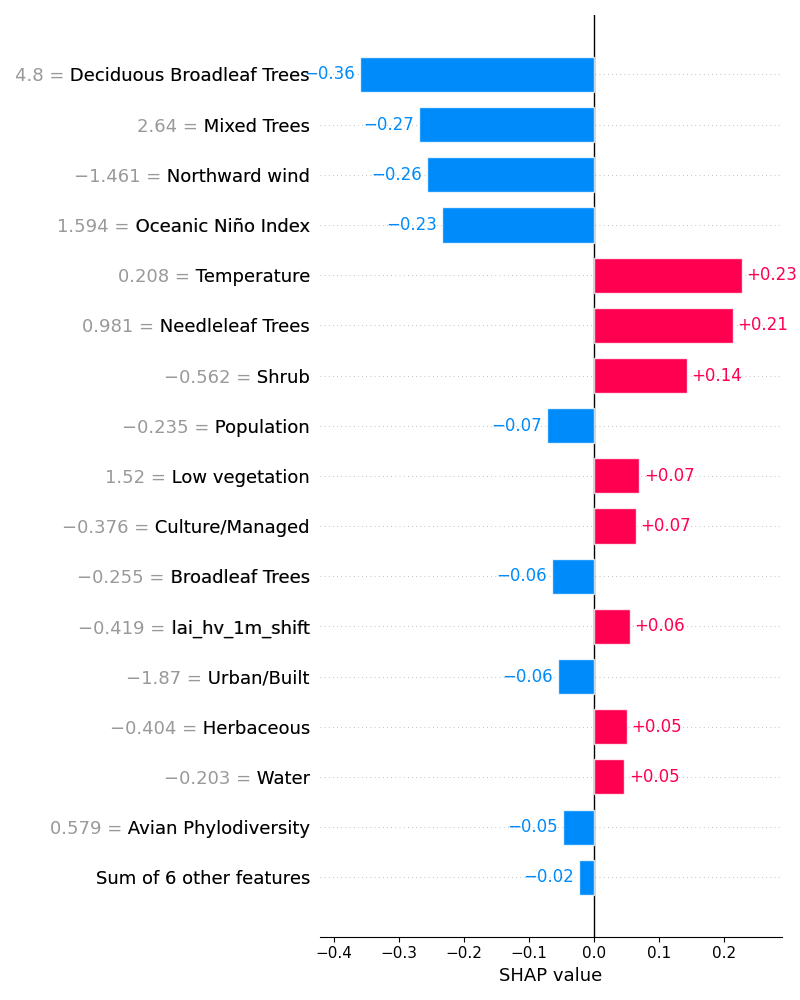 4.8 = Deciduous Broadleaf Trees −0.36
2.64 = Mixed Trees −0.27
−1.461 = Northward wind −0.26
1.594 = Oceanic Niño Index −0.23
0.208 = Temperature +0.23
0.981 = Needleleaf Trees +0.21
−0.562 = Shrub +0.14
−0.235 = Population −0.07
1.52 = Low vegetation +0.07
−0.376 = Culture/Managed +0.07
−0.255 = Broadleaf Trees −0.06
−0.419 = lai_hv_1m_shift +0.06
−1.87 = Urban/Built −0.06
−0.404 = Herbaceous +0.05
−0.203 = Water +0.05
0.579 = Avian Phylodiversity −0.05
Sum of 6 other features −0.02
−0.4 −0.3 −0.2 −0.1 0.0 0.1 0.2
SHAP value